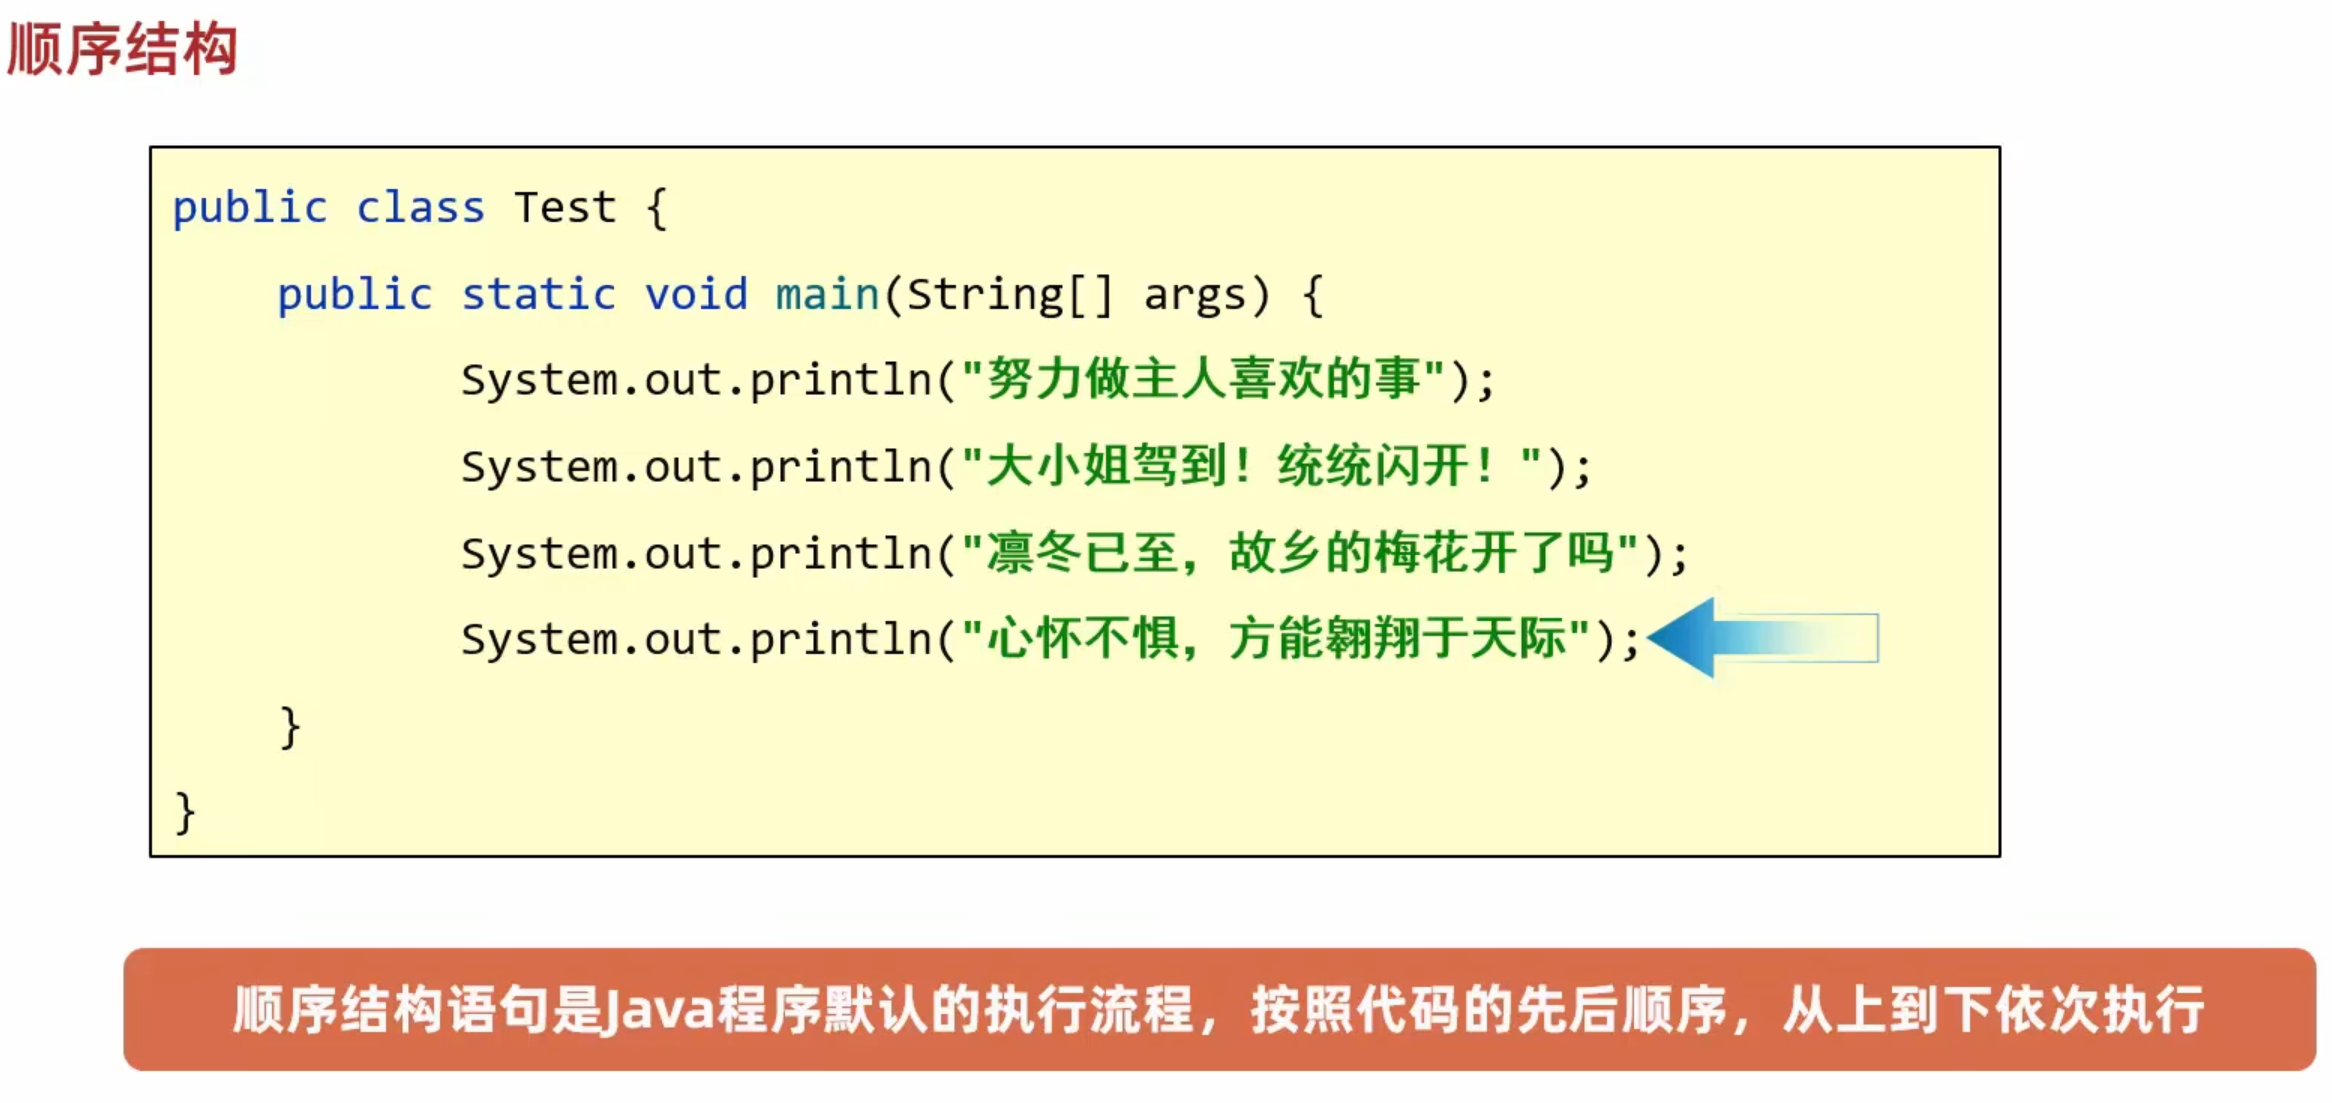 顺序结构
public class Test {
public static void main(String[] args) {
System.out.println("努力做主人喜欢的事");
System.out.println("大小姐驾到！统统闪开！");
System.out.println("凛冬已至，故乡的梅花开了吗");
System.out.println("心怀不惧，方能翱翔于天际");
}
}
顺序结构语句是Java程序默认的执行流程，按照代码的先后顺序，从上到下依次执行